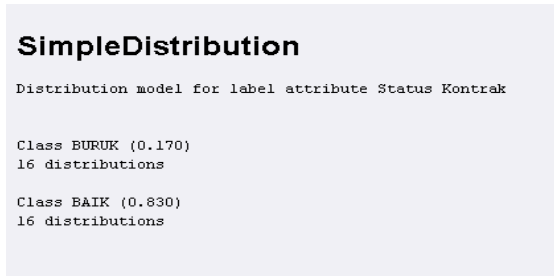 SimpleDistribution
Distribution model for label attribute Status Kontrak
Class BURUK (0.170)
16 distributions
Class BAIK (0.830)
16 distributions